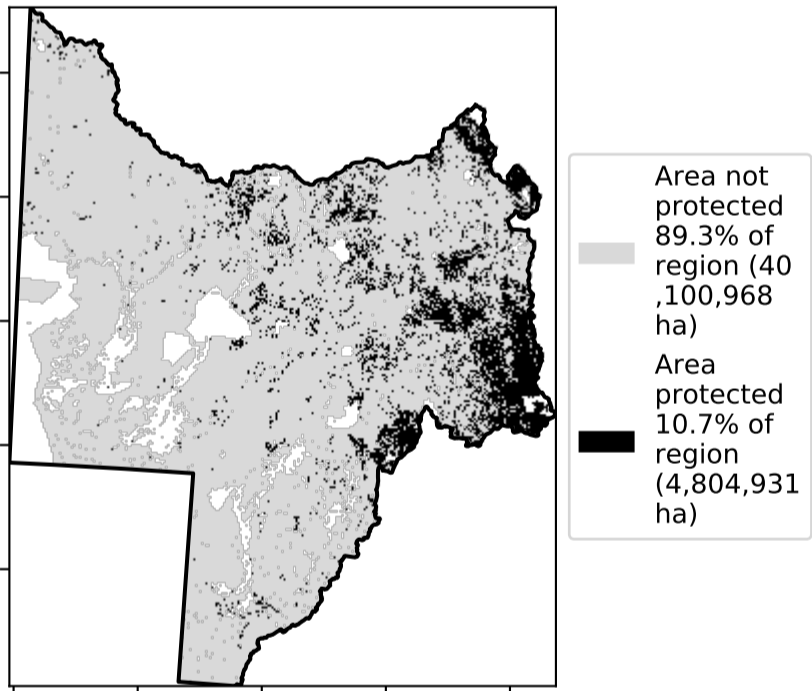 Area not
protected
89.3% of
region (40
,100,968
ha)
Area
protected
10.7% of
region
(4,804,931
ha)